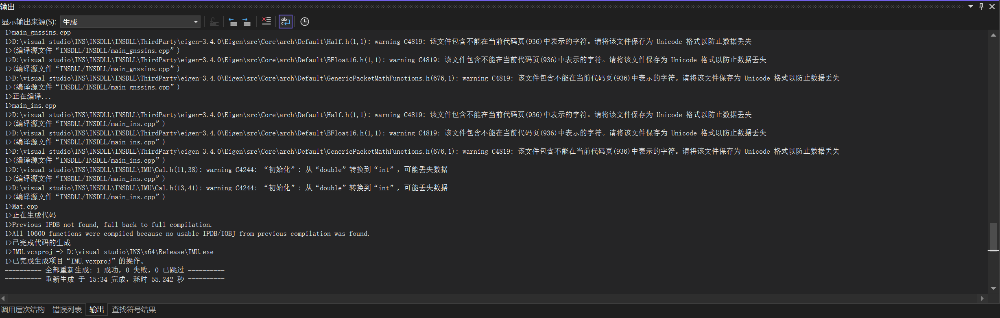 输出
显示输出来源(S): 生成
1>main_gnssins.cpp
1>D:\visual studio\INS\INSDLL\INSDLL\ThirdParty\eigen-3.4.0\Eigen\src\Core\arch\Default\Half.h(1,1): warning C4819: 该文件包含不能在当前代码页(936)中表示的字符。请将该文件保存为 Unicode 格式以防止数据丢失
1>(编译源文件“INSDLL/INSDLL/main_gnssins.cpp”)
1>D:\visual studio\INS\INSDLL\INSDLL\ThirdParty\eigen-3.4.0\Eigen\src\Core\arch\Default\BFloat16.h(1,1): warning C4819: 该文件包含不能在当前代码页(936)中表示的字符。请将该文件保存为 Unicode 格式以防止数据丢失
1>(编译源文件“INSDLL/INSDLL/main_gnssins.cpp”)
1>D:\visual studio\INS\INSDLL\INSDLL\ThirdParty\eigen-3.4.0\Eigen\src\Core\arch\Default\GenericPacketMathFunctions.h(676,1): warning C4819: 该文件包含不能在当前代码页(936)中表示的字符。请将该文件保存为 Unicode 格式以防止数据丢失
1>(编译源文件“INSDLL/INSDLL/main_gnssins.cpp”)
1>正在编译...
1>main_ins.cpp
1>D:\visual studio\INS\INSDLL\INSDLL\ThirdParty\eigen-3.4.0\Eigen\src\Core\arch\Default\Half.h(1,1): warning C4819: 该文件包含不能在当前代码页(936)中表示的字符。请将该文件保存为 Unicode 格式以防止数据丢失
1>(编译源文件“INSDLL/INSDLL/main_ins.cpp”)
1>D:\visual studio\INS\INSDLL\INSDLL\ThirdParty\eigen-3.4.0\Eigen\src\Core\arch\Default\BFloat16.h(1,1): warning C4819: 该文件包含不能在当前代码页(936)中表示的字符。请将该文件保存为 Unicode 格式以防止数据丢失
1>(编译源文件“INSDLL/INSDLL/main_ins.cpp”)
1>D:\visual studio\INS\INSDLL\INSDLL\ThirdParty\eigen-3.4.0\Eigen\src\Core\arch\Default\GenericPacketMathFunctions.h(676,1): warning C4819: 该文件包含不能在当前代码页(936)中表示的字符。请将该文件保存为 Unicode 格式以防止数据丢失
1>(编译源文件“INSDLL/INSDLL/main_ins.cpp”)
1>D:\visual studio\INS\INSDLL\INSDLL\IMU\Cal.h(11,38): warning C4244: “初始化”: 从“double”转换到“int”，可能丢失数据
1>(编译源文件“INSDLL/INSDLL/main_ins.cpp”)
1>D:\visual studio\INS\INSDLL\INSDLL\IMU\Cal.h(13,41): warning C4244: “初始化”: 从“double”转换到“int”，可能丢失数据
1>(编译源文件“INSDLL/INSDLL/main_ins.cpp”)
1>Mat.cpp
1>正在生成代码
1>Previous IPDB not found, fall back to full compilation.
1>All 10600 functions were compiled because no usable IPDB/IOBJ from previous compilation was found.
1>已完成代码的生成
1>IMU.vcxproj -> D:\visual studio\INS\x64\Release\IMU.exe
1>已完成生成项目“IMU.vcxproj”的操作。
========== 全部重新生成: 1 成功，0 失败，0 已跳过 ==========
========== 重新生成 于 15:34 完成，耗时 55.242 秒 ==========
调用层次结构 错误列表 输出 查找符号结果